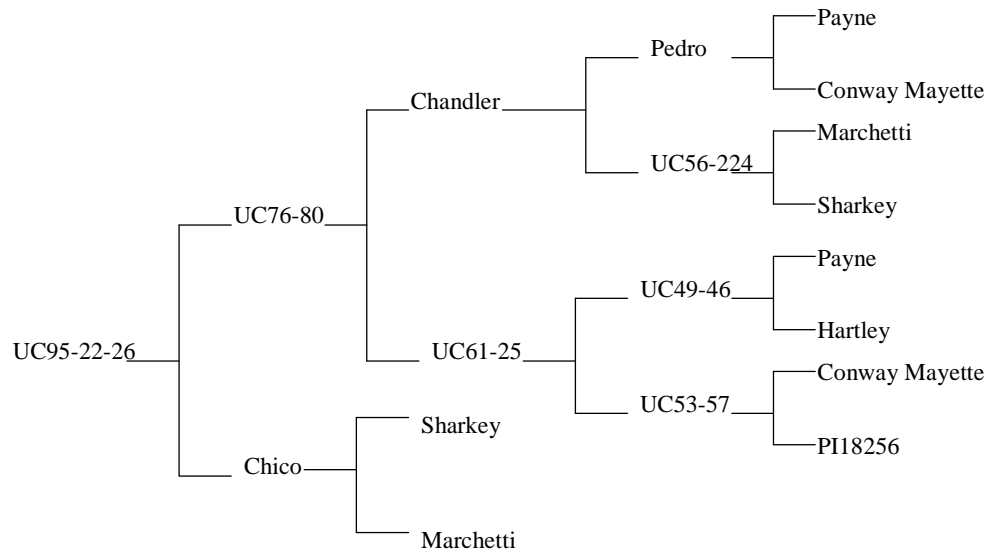 Payne
Pedro
Conway Mayette
Chandler
Marchetti
UC56-224
Sharkey
UC76-80
Payne
UC49-46
Hartley
UC95-22-26
UC61-25
Conway Mayette
UC53-57
Sharkey
PI18256
Chico
Marchetti